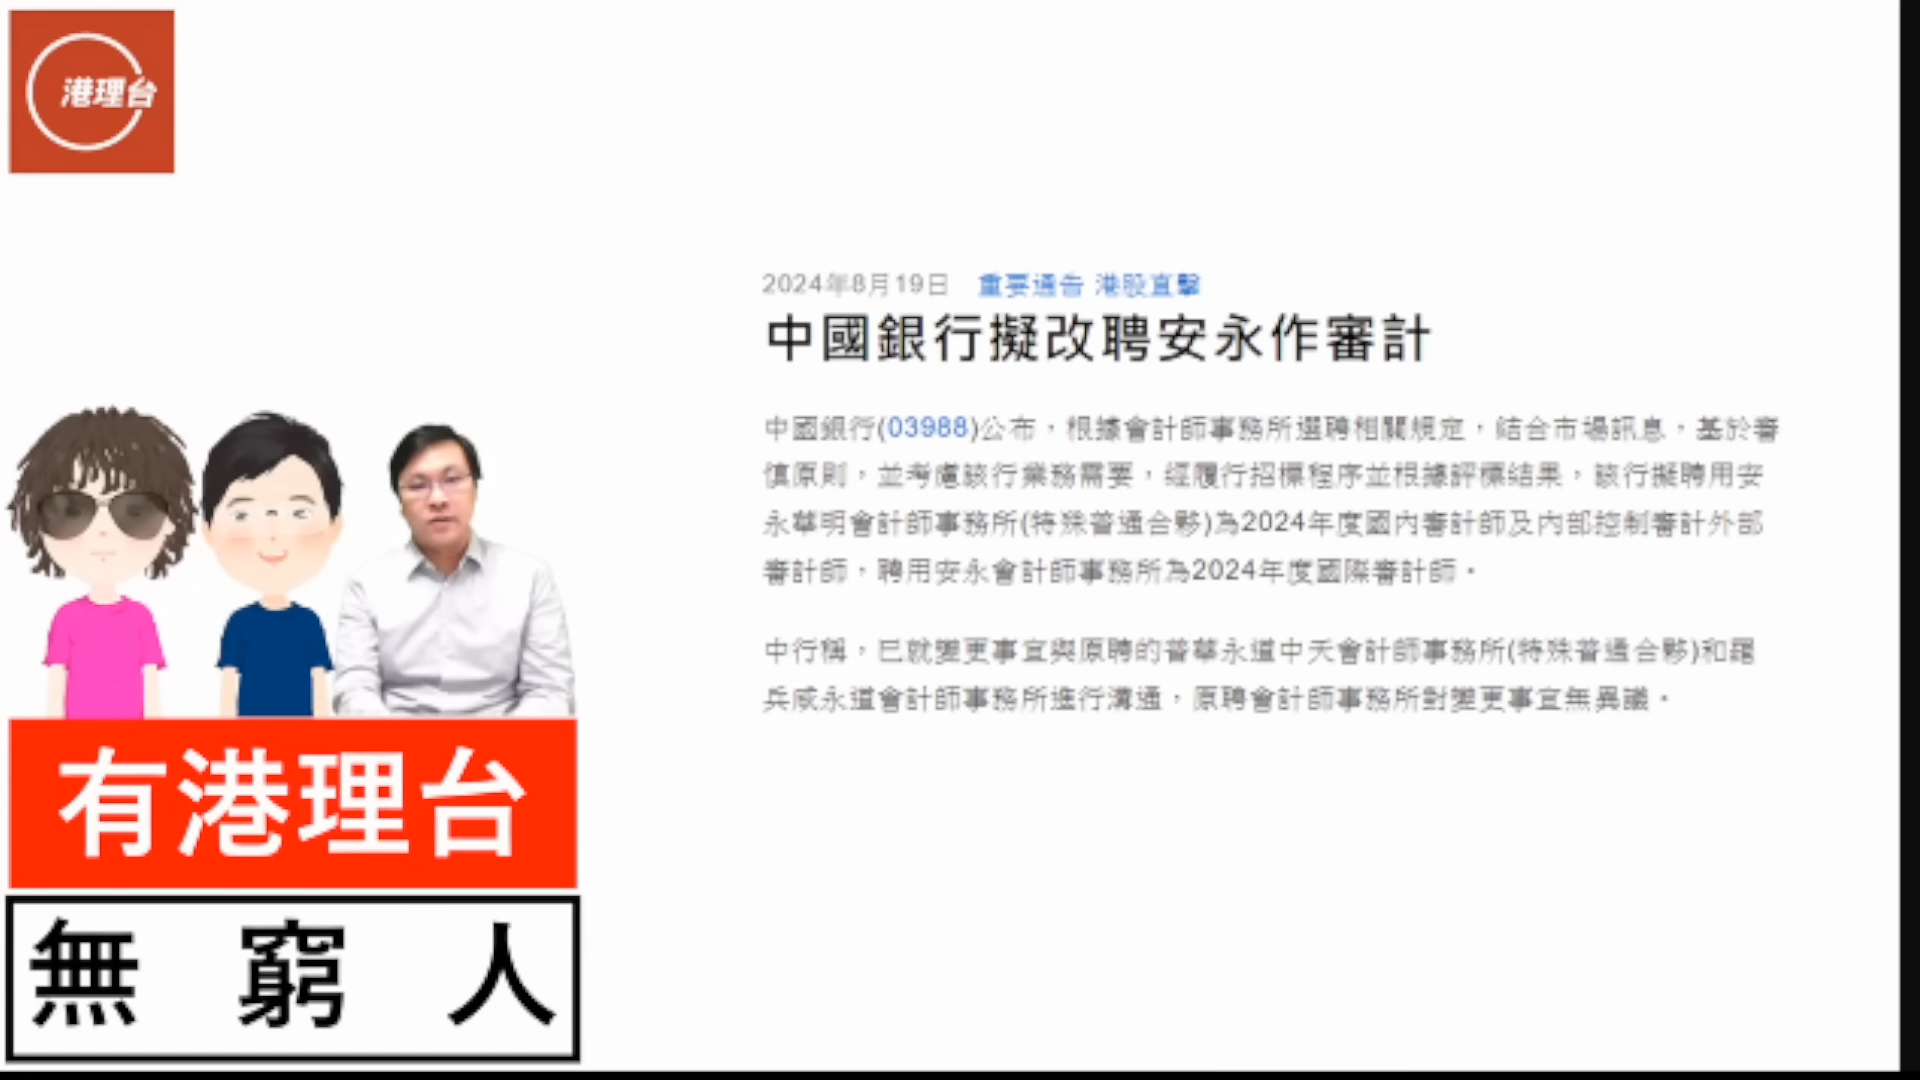 港理台
2024年8月19日 重要通告 港股直擊
中國銀行擬改聘安永作審計
中國銀行(03988)公布，根據會計師事務所選聘相關規定，結合市場訊息，基於審
慎原則，並考慮該行業務需要，經履行招標程序並根據評標結果，該行擬聘用安
永華明會計師事務所(特殊普通合夥)為2024年度國內審計師及內部控制審計外部
審計師，聘用安永會計師事務所為2024年度國際審計師。
中行稱，已就變更事宜與原聘的普華永道中天會計師事務所(特殊普通合夥)和羅
兵咸永道會計師事務所進行溝通，原聘會計師事務所對變更事宜無異議。
有港理台
無窮人